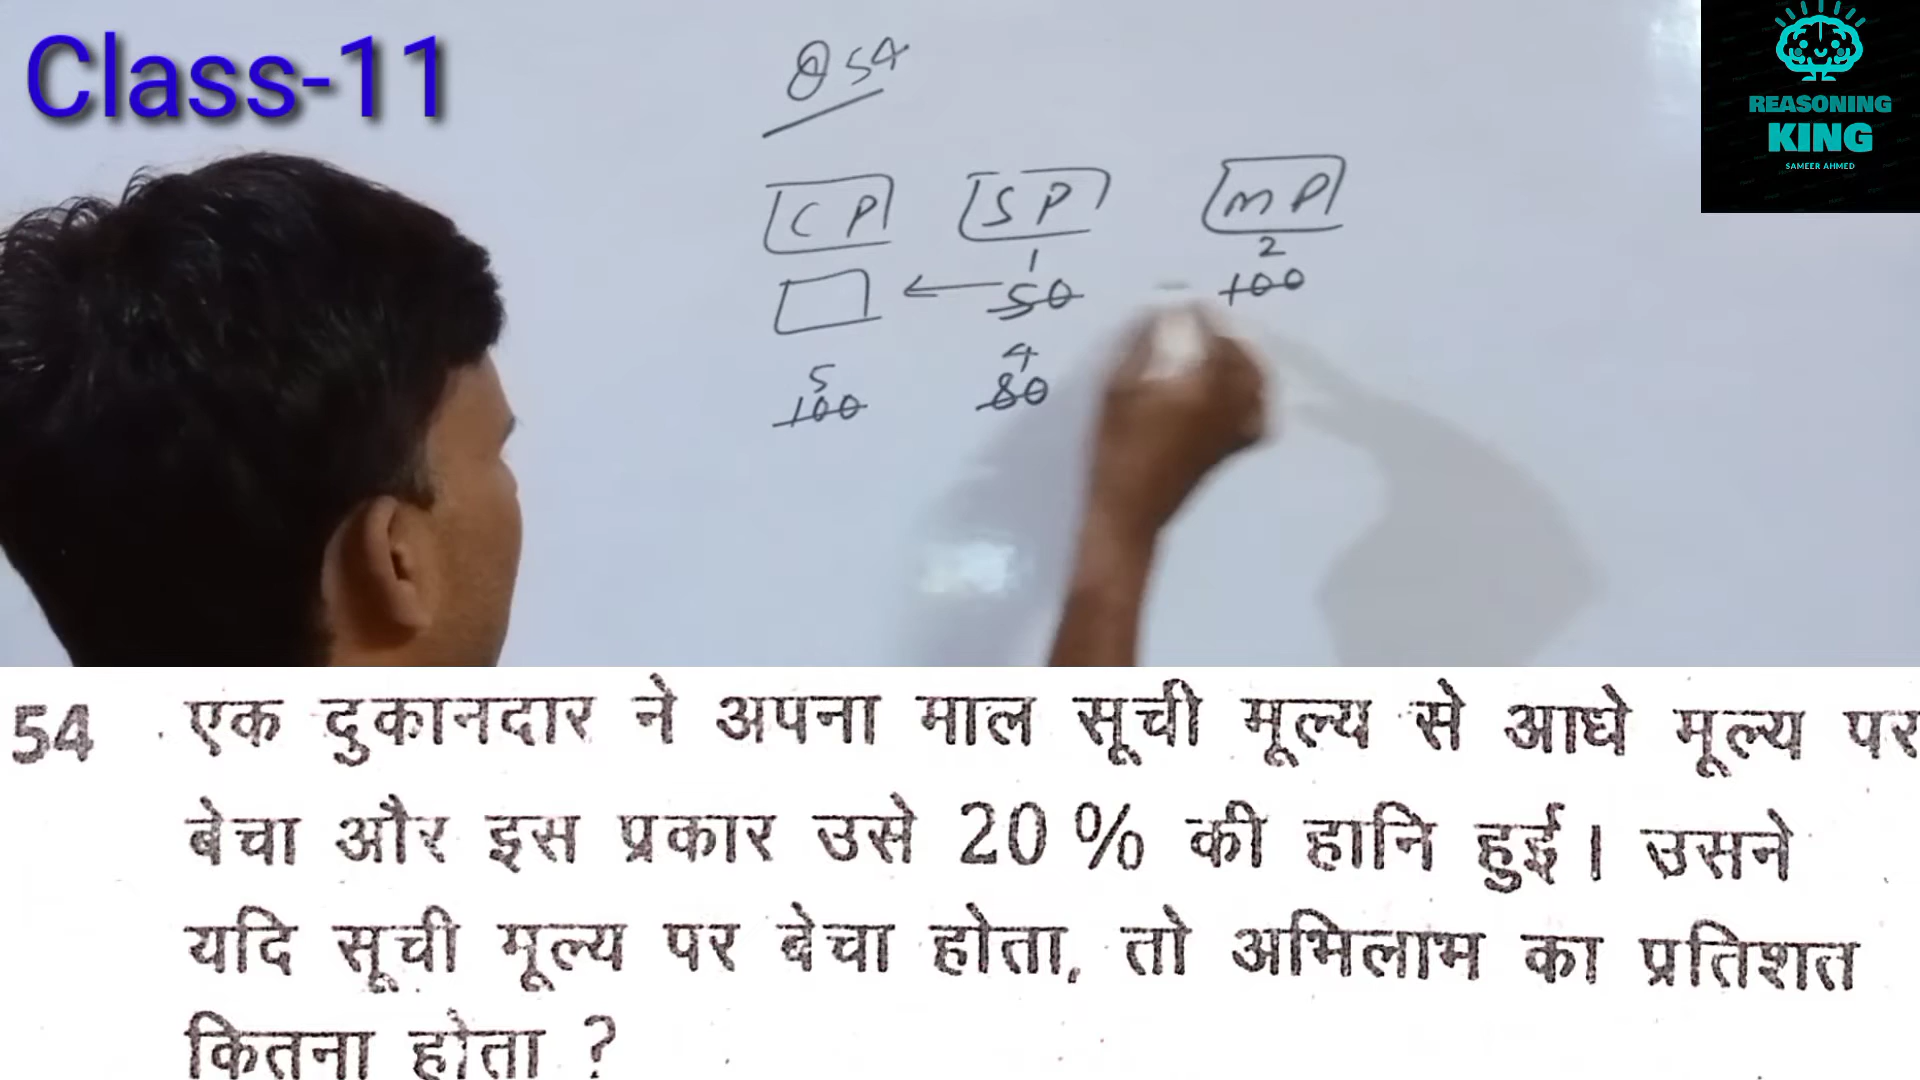 Class-11
Q 54
REASONING
KING
SAMEER AHMED
CP SP MP
1 2
50 100
5 4
100 80
54 एक दुकानदार ने अपना माल सूची मूल्य से आधे मूल्य पर
बेचा और इस प्रकार उसे 20% की हानि हुई। उसने
यदि सूची मूल्य पर बेचा होता, तो अभिलाभ का प्रतिशत
कितना होता ?